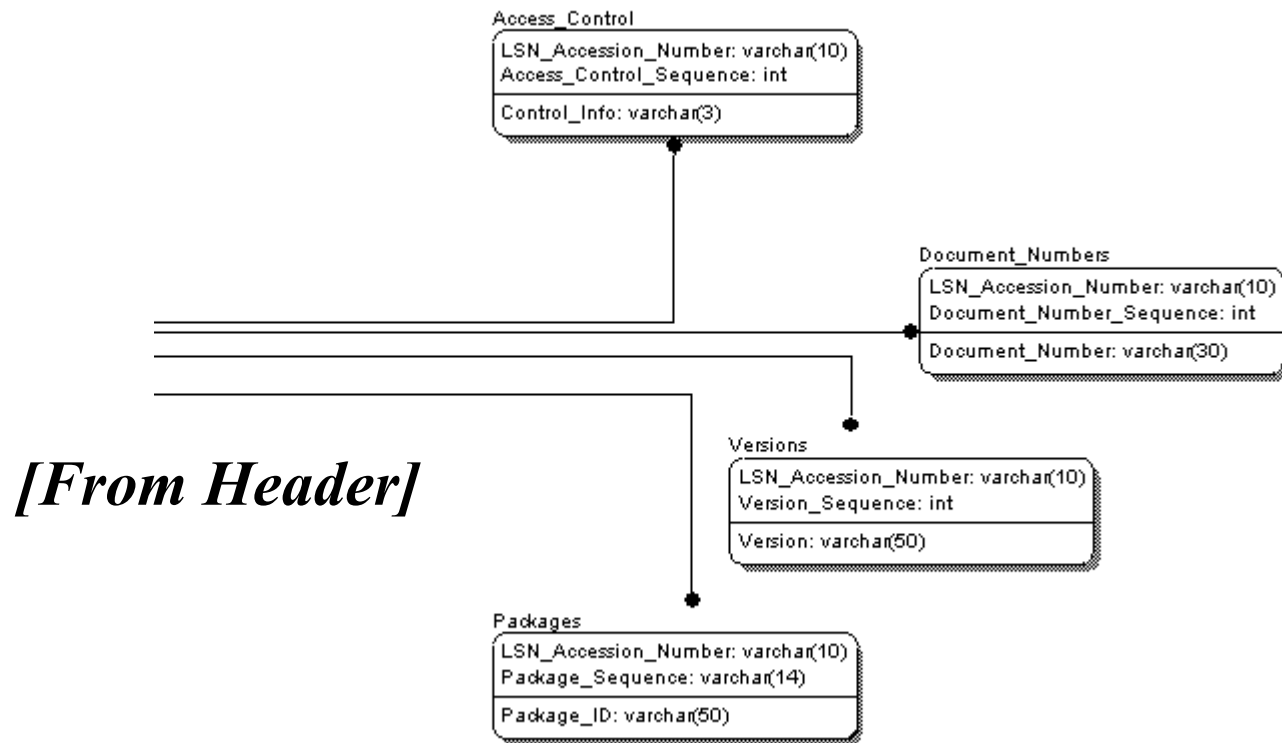 Access_Control
LSN_Accession_Number: varchar(10)
Access_Control_Sequence: int
Control_Info: varchar(3)
Document_Numbers
LSN_Accession_Number: varchar(10)
Document_Number_Sequence: int
Document_Number: varchar(30)
[From Header]
Versions
LSN_Accession_Number: varchar(10)
Version_Sequence: int
Version: varchar(50)
Packages
LSN_Accession_Number: varchar(10)
Package_Sequence: varchar(14)
Package_ID: varchar(50)